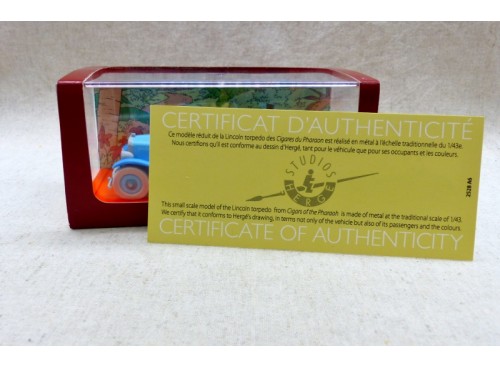 CERTIFICAT D'AUTHENTICITÉ
Ce modèle réduit de la Lincoln torpedo des Cigares du Pharaon est réalisé en métal à l'échelle traditionnelle du 1/43e.
Nous certifions qu'il est conforme au dessin d'Hergé, tant pour le véhicule que pour ses occupants et les couleurs.
STUDIOS
HERGÉ
2528 A6
This small scale model of the Lincoln torpedo from Cigars of the Pharaoh is made of metal at the traditional scale of 1/43.
We certify that it conforms to Hergé's drawing, in terms not only of the vehicle but also of its passengers and the colours.
CERTIFICATE OF AUTHENTICITY